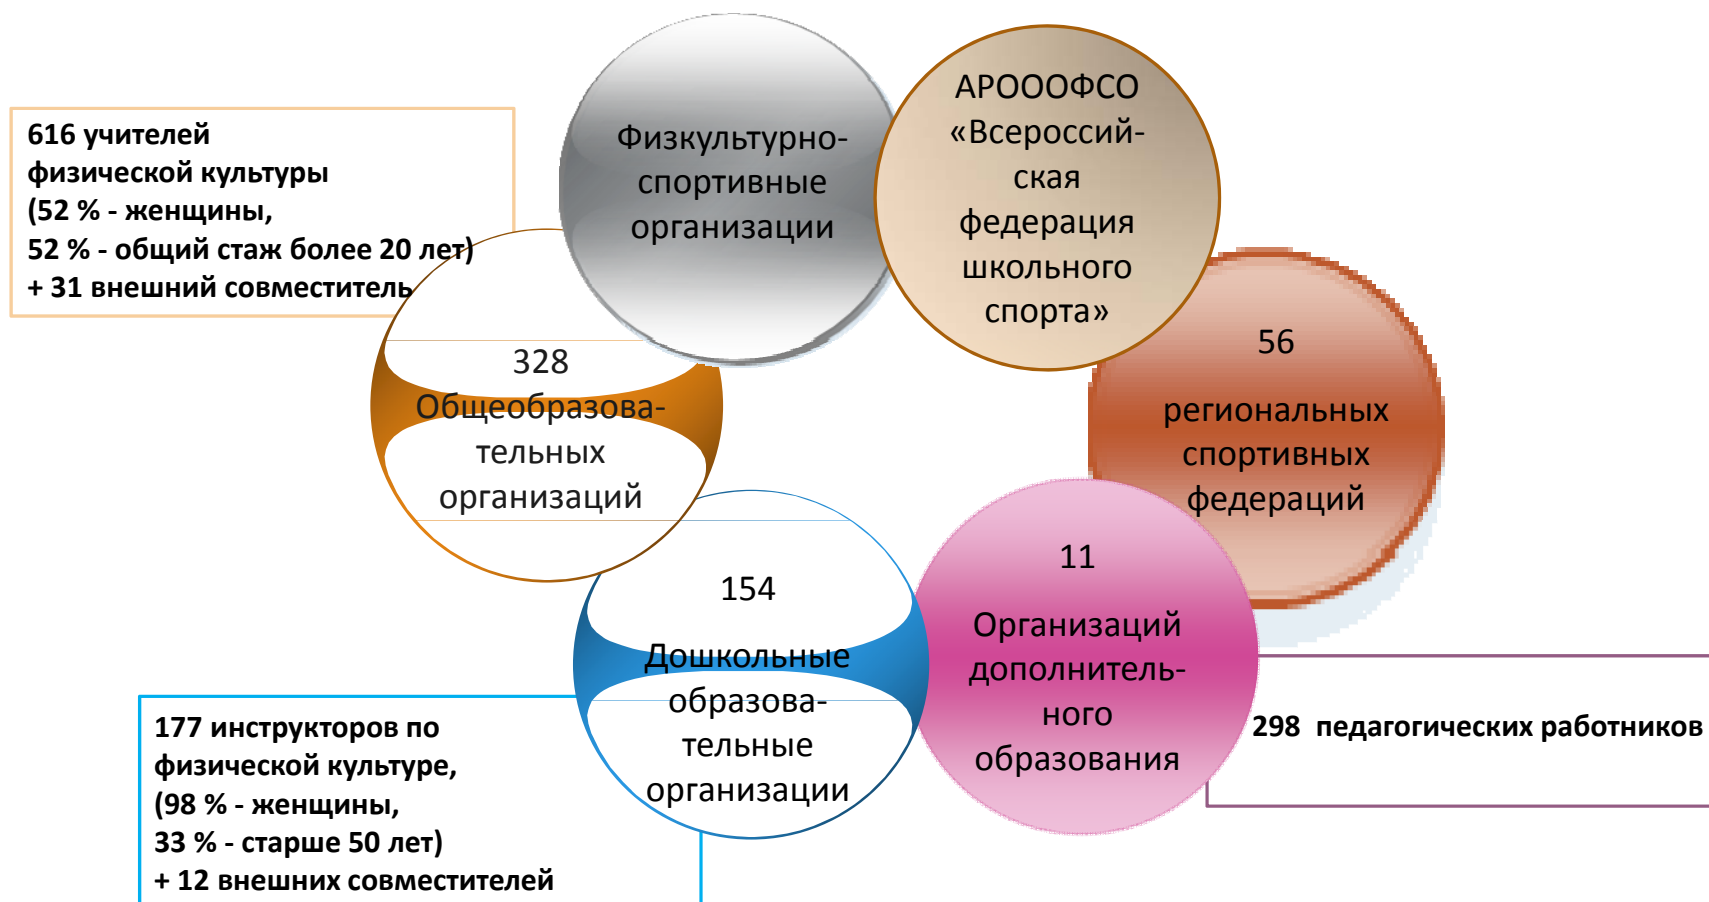 Физкультурно-
спортивные
организации
АРОООФСО
«Всероссий-
ская
федерация
школьного
спорта»
616 учителей
физической культуры
(52 % - женщины,
52 % - общий стаж более 20 лет)
+ 31 внешний совместитель
328
Общеобразова-
тельных
организаций
56
региональных
спортивных
федераций
154
Дошкольные
образова-
тельные
организации
11
Организаций
дополнитель-
ного
образования
177 инструкторов по
физической культуре,
(98 % - женщины,
33 % - старше 50 лет)
+ 12 внешних совместителей
298 педагогических работников